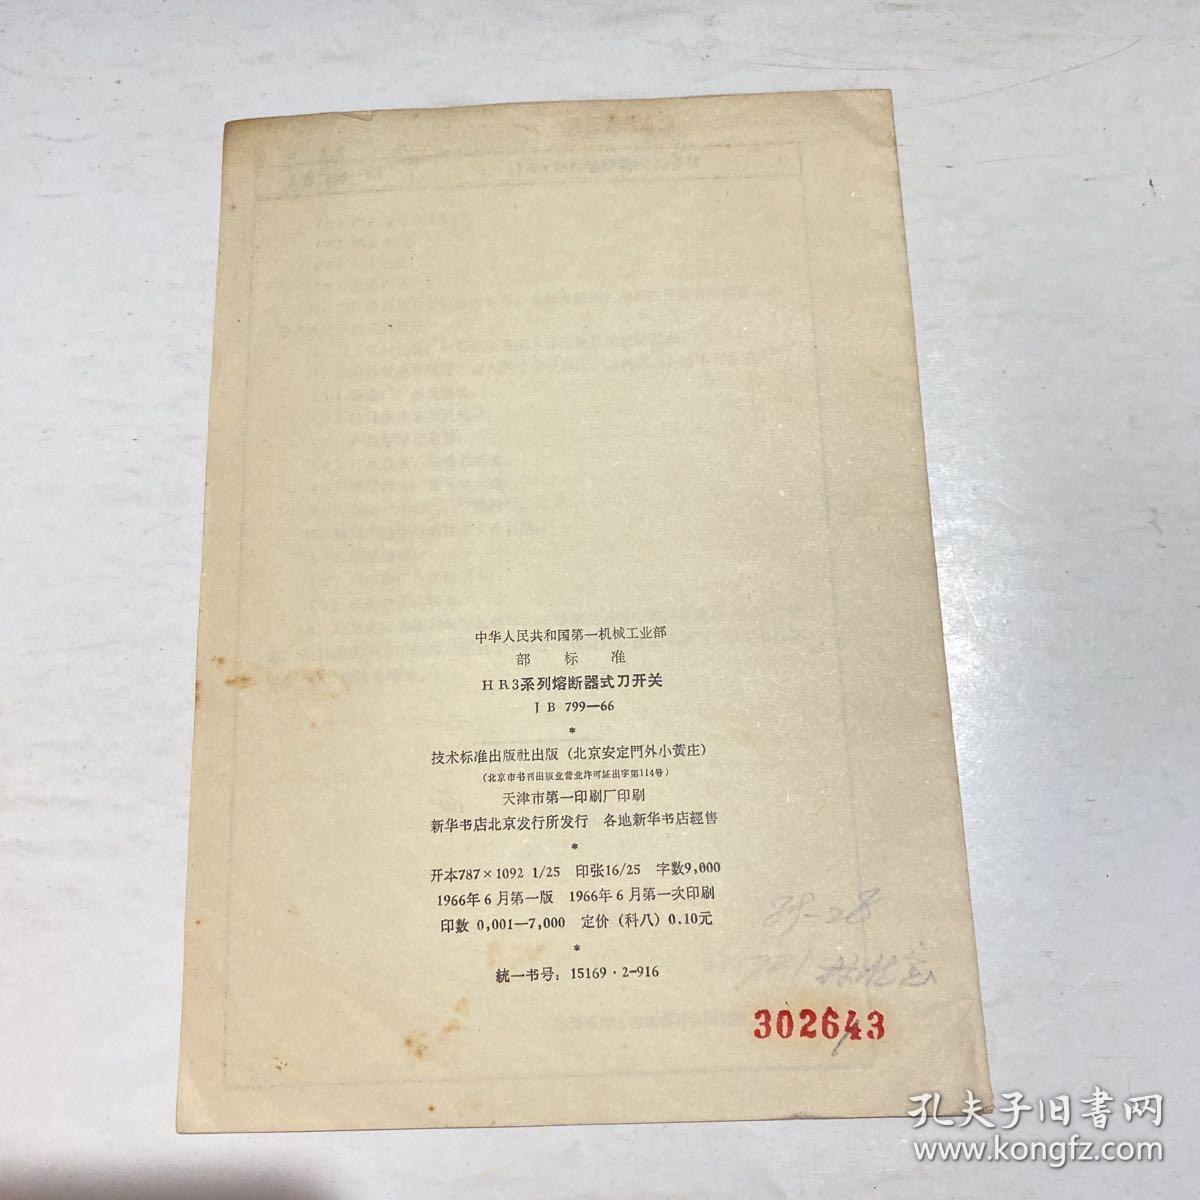 中华人民共和国第一机械工业部
部 标 准
HR3系列熔断器式刀开关
JB 799—66
*
技术标准出版社出版（北京安定門外小黄庄）
（北京市书刊出版业营业许可証出字第114号）
天津市第一印刷厂印刷
新华书店北京发行所发行 各地新华书店經售
*
开本787×1092 1/25 印张16/25 字数9,000
1966年6月第一版 1966年6月第一次印刷
印数 0,001—7,000 定价（科八）0.10元
*
統一书号：15169·2-916
302643
孔夫子旧書网
www.kongfz.com